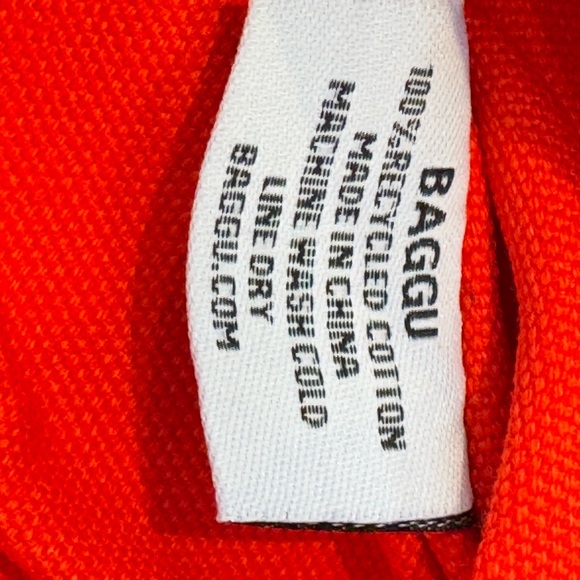 BAGGU
100% RECYCLED COTTON
MADE IN CHINA
MACHINE WASH COLD
LINE DRY
BAGGU.COM